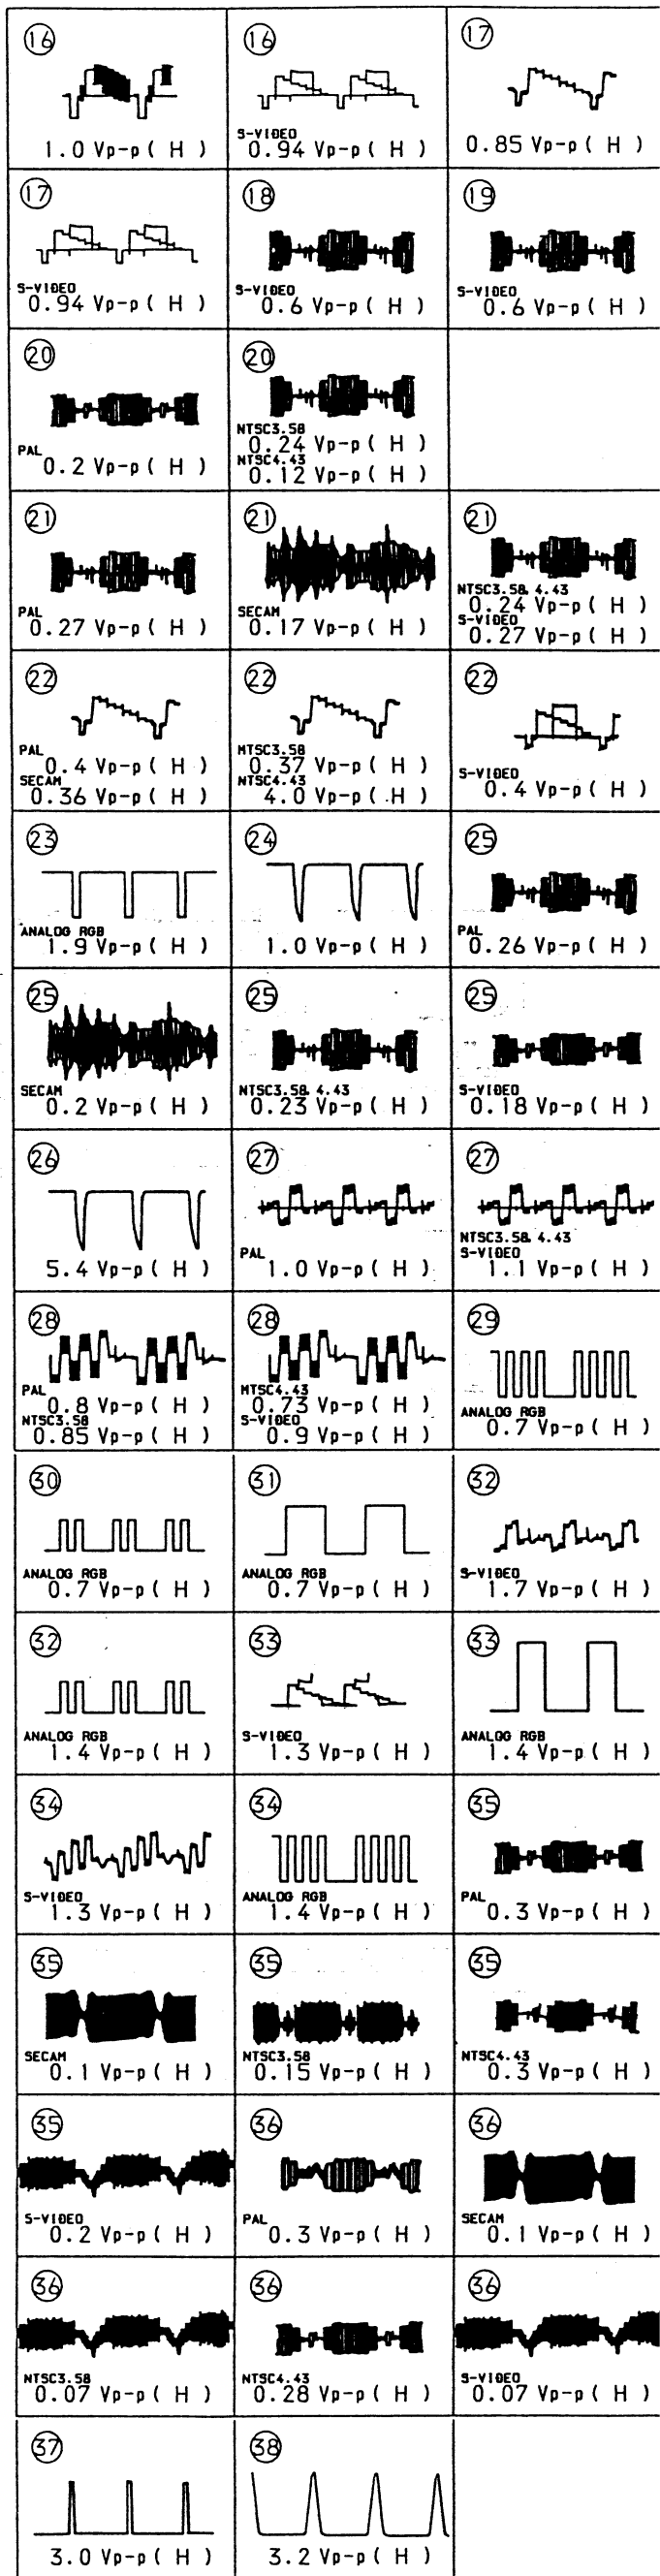 16
1.0 Vp-p ( H )
16
S-VIDEO
0.94 Vp-p ( H )
17
0.85 Vp-p ( H )
17
S-VIDEO
0.94 Vp-p ( H )
18
S-VIDEO
0.6 Vp-p ( H )
19
S-VIDEO
0.6 Vp-p ( H )
20
PAL
0.2 Vp-p ( H )
20
NTSC3.58
0.24 Vp-p ( H )
NTSC4.43
0.12 Vp-p ( H )
21
PAL
0.27 Vp-p ( H )
21
SECAM
0.17 Vp-p ( H )
21
NTSC3.58. 4.43
0.24 Vp-p ( H )
S-VIDEO
0.27 Vp-p ( H )
22
PAL
0.4 Vp-p ( H )
SECAM
0.36 Vp-p ( H )
22
MTSC3.58
0.37 Vp-p ( H )
NTSC4.43
4.0 Vp-p ( H )
22
S-VIDEO
0.4 Vp-p ( H )
23
ANALOG RGB
1.9 Vp-p ( H )
24
1.0 Vp-p ( H )
25
PAL
0.26 Vp-p ( H )
25
SECAM
0.2 Vp-p ( H )
25
NTSC3.58. 4.43
0.23 Vp-p ( H )
25
S-VIDEO
0.18 Vp-p ( H )
26
5.4 Vp-p ( H )
27
PAL
1.0 Vp-p ( H )
27
NTSC3.58. 4.43
S-VIDEO
1.1 Vp-p ( H )
28
PAL
0.8 Vp-p ( H )
NTSC3.58
0.85 Vp-p ( H )
28
MTSC4.43
0.73 Vp-p ( H )
S-VIDEO
0.9 Vp-p ( H )
29
ANALOG RGB
0.7 Vp-p ( H )
30
ANALOG RGB
0.7 Vp-p ( H )
31
ANALOG RGB
0.7 Vp-p ( H )
32
S-VIDEO
1.7 Vp-p ( H )
32
ANALOG RGB
1.4 Vp-p ( H )
33
S-VIDEO
1.3 Vp-p ( H )
33
ANALOG RGB
1.4 Vp-p ( H )
34
S-VIDEO
1.3 Vp-p ( H )
34
ANALOG RGB
1.4 Vp-p ( H )
35
PAL
0.3 Vp-p ( H )
35
SECAM
0.1 Vp-p ( H )
35
NTSC3.58
0.15 Vp-p ( H )
35
NTSC4.43
0.3 Vp-p ( H )
35
S-VIDEO
0.2 Vp-p ( H )
36
PAL
0.3 Vp-p ( H )
36
SECAM
0.1 Vp-p ( H )
36
NTSC3.58
0.07 Vp-p ( H )
36
NTSC4.43
0.28 Vp-p ( H )
36
S-VIDEO
0.07 Vp-p ( H )
37
3.0 Vp-p ( H )
38
3.2 Vp-p ( H )